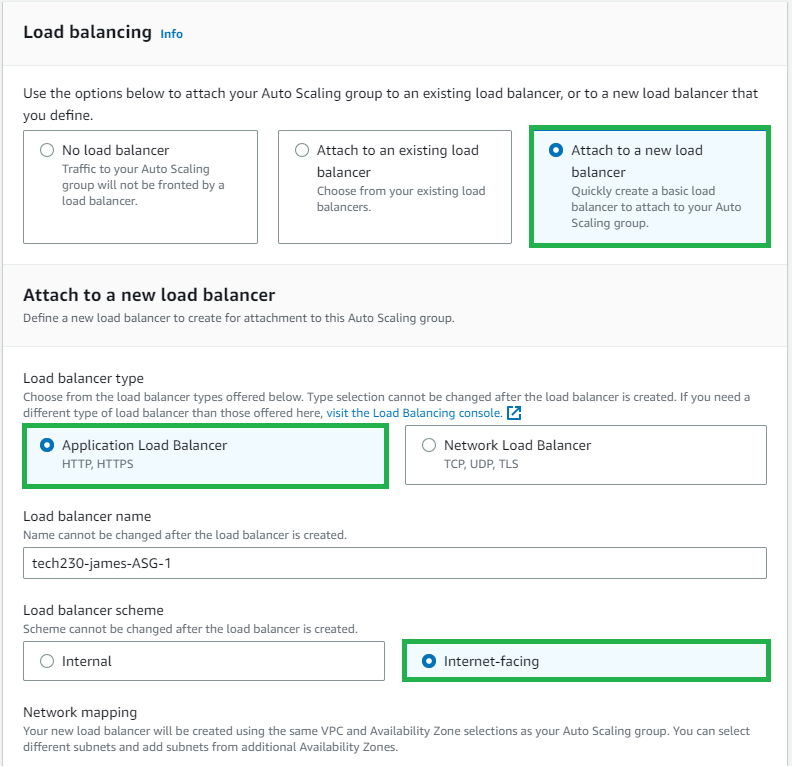 Load balancing Info
Use the options below to attach your Auto Scaling group to an existing load balancer, or to a new load balancer that
you define.
No load balancer
Traffic to your Auto Scaling
group will not be fronted by a
load balancer.
Attach to an existing load
balancer
Choose from your existing load
balancers.
Attach to a new load
balancer
Quickly create a basic load
balancer to attach to your Auto
Scaling group.
Attach to a new load balancer
Define a new load balancer to create for attachment to this Auto Scaling group.
Load balancer type
Choose from the load balancer types offered below. Type selection cannot be changed after the load balancer is created. If you need a
different type of load balancer than those offered here, visit the Load Balancing console.
Application Load Balancer
HTTP, HTTPS
Network Load Balancer
TCP, UDP, TLS
Load balancer name
Name cannot be changed after the load balancer is created.
tech230-james-ASG-1
Load balancer scheme
Scheme cannot be changed after the load balancer is created.
Internal
Internet-facing
Network mapping
Your new load balancer will be created using the same VPC and Availability Zone selections as your Auto Scaling group. You can select
different subnets and add subnets from additional Availability Zones.